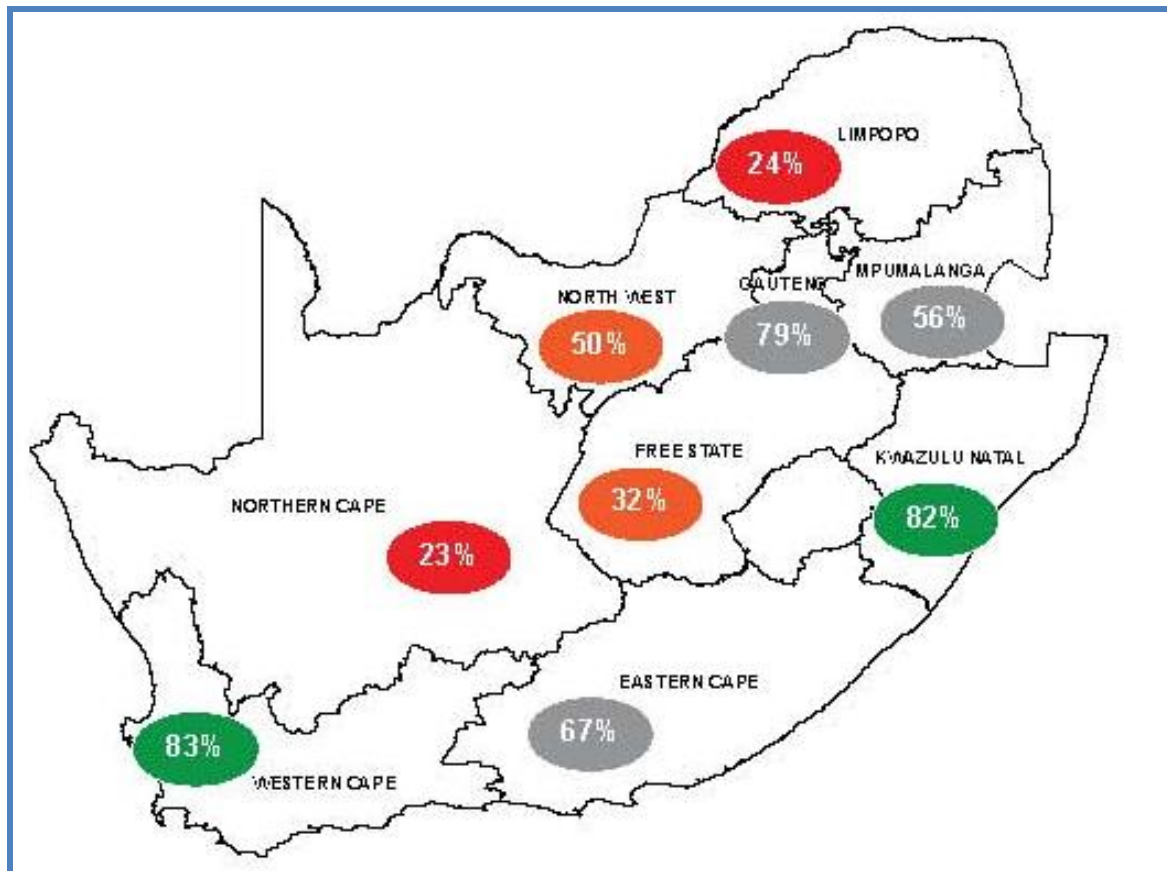 LIMPOPO
24%
MPUMALANGA
GAUTENG
NORTH WEST
56%
79%
50%
FREE STATE
KWAZULU NATAL
NORTHERN CAPE
32%
82%
23%
EASTERN CAPE
67%
83%
WESTERN CAPE